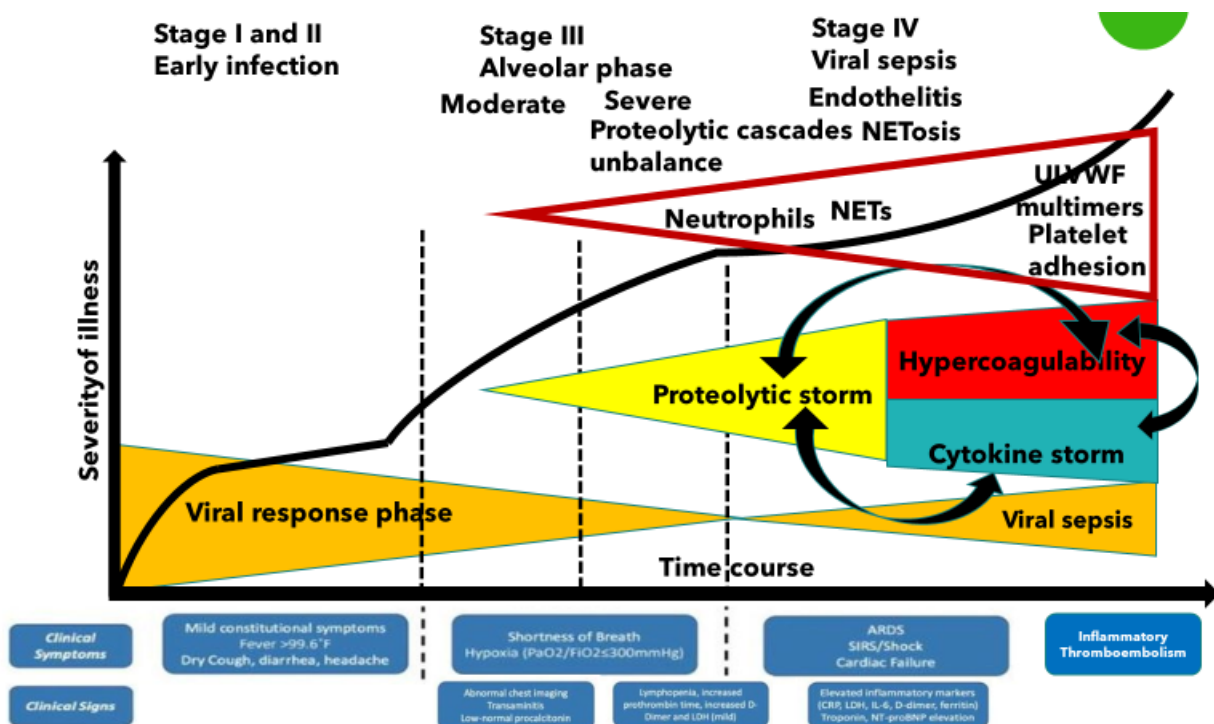 Stage I and II
Early infection
Stage III
Alveolar phase
Moderate
Severe
Proteolytic cascades
unbalance
Stage IV
Viral sepsis
Endothelitis
NETosis
Severity of illness
Neutrophils
NETs
ULVWF
multimers
Platelet
adhesion
Hypercoagulability
Proteolytic storm
Cytokine storm
Viral response phase
Viral sepsis
Time course
Clinical
Symptoms
Mild constitutional symptoms
Fever >99.6°F
Dry Cough, diarrhea, headache
Shortness of Breath
Hypoxia (PaO2/FiO2≤300mmHg)
ARDS
SIRS/Shock
Cardiac Failure
Inflammatory
Thromboembolism
Clinical Signs
Abnormal chest imaging
Transaminitis
Low-normal procalcitonin
Lymphopenia, increased
prothrombin time, increased D-
Dimer and LDH (mild)
Elevated inflammatory markers
(CRP, LDH, IL-6, D-dimer, ferritin)
Troponin, NT-proBNP elevation